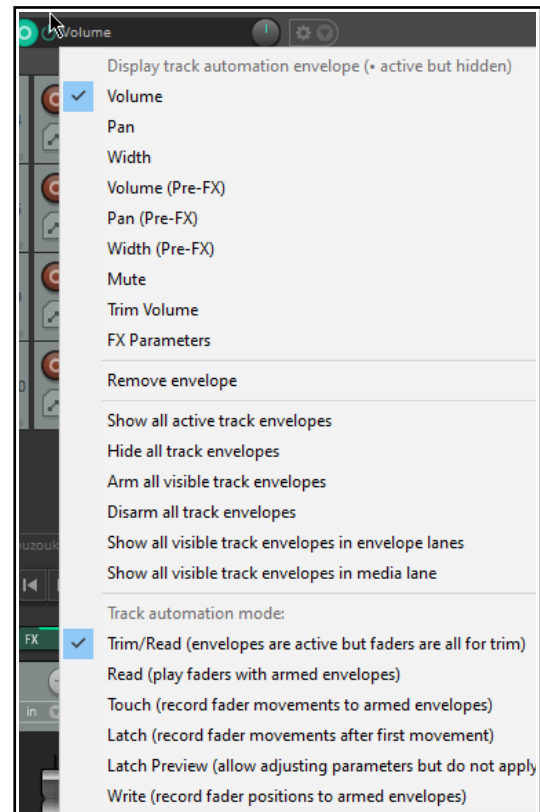 Volume
Display track automation envelope (• active but hidden)
Volume
Pan
Width
Volume (Pre-FX)
Pan (Pre-FX)
Width (Pre-FX)
Mute
Trim Volume
FX Parameters
Remove envelope
Show all active track envelopes
Hide all track envelopes
Arm all visible track envelopes
Disarm all track envelopes
Show all visible track envelopes in envelope lanes
Show all visible track envelopes in media lane
Track automation mode:
FX
Trim/Read (envelopes are active but faders are all for trim)
Read (play faders with armed envelopes)
in
Touch (record fader movements to armed envelopes)
Latch (record fader movements after first movement)
Latch Preview (allow adjusting parameters but do not apply
Write (record fader positions to armed envelopes)